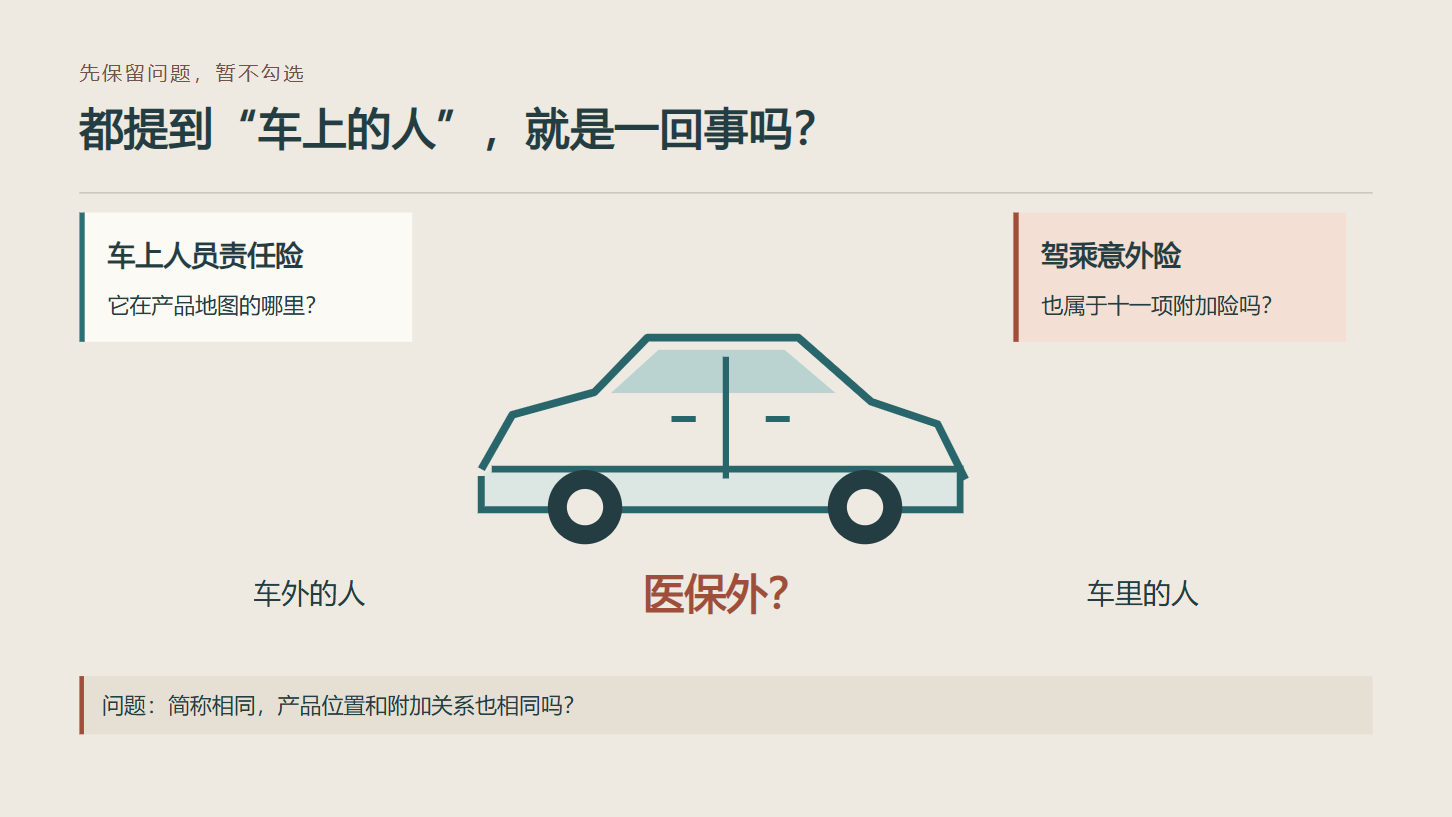 先保留问题，暂不勾选
都提到“车上的人”，就是一回事吗？
车上人员责任险
它在产品地图的哪里？
驾乘意外险
也属于十一项附加险吗？
车外的人
医保外？
车里的人
问题：简称相同，产品位置和附加关系也相同吗？